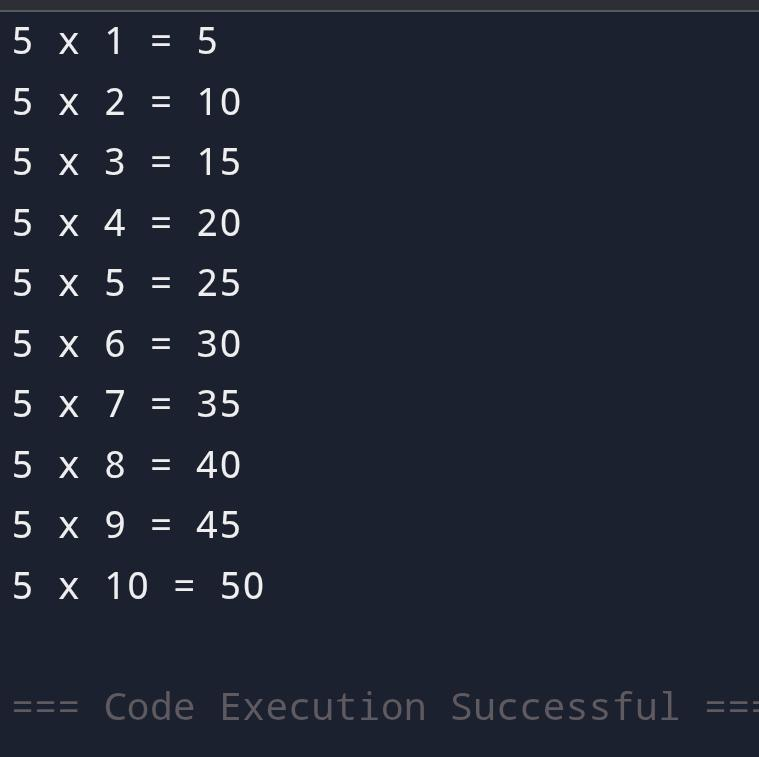 5 x 1 = 5
5 x 2 = 10
5 x 3 = 15
5 x 4 = 20
5 x 5 = 25
5 x 6 = 30
5 x 7 = 35
5 x 8 = 40
5 x 9 = 45
5 x 10 = 50
=== Code Execution Successful ===